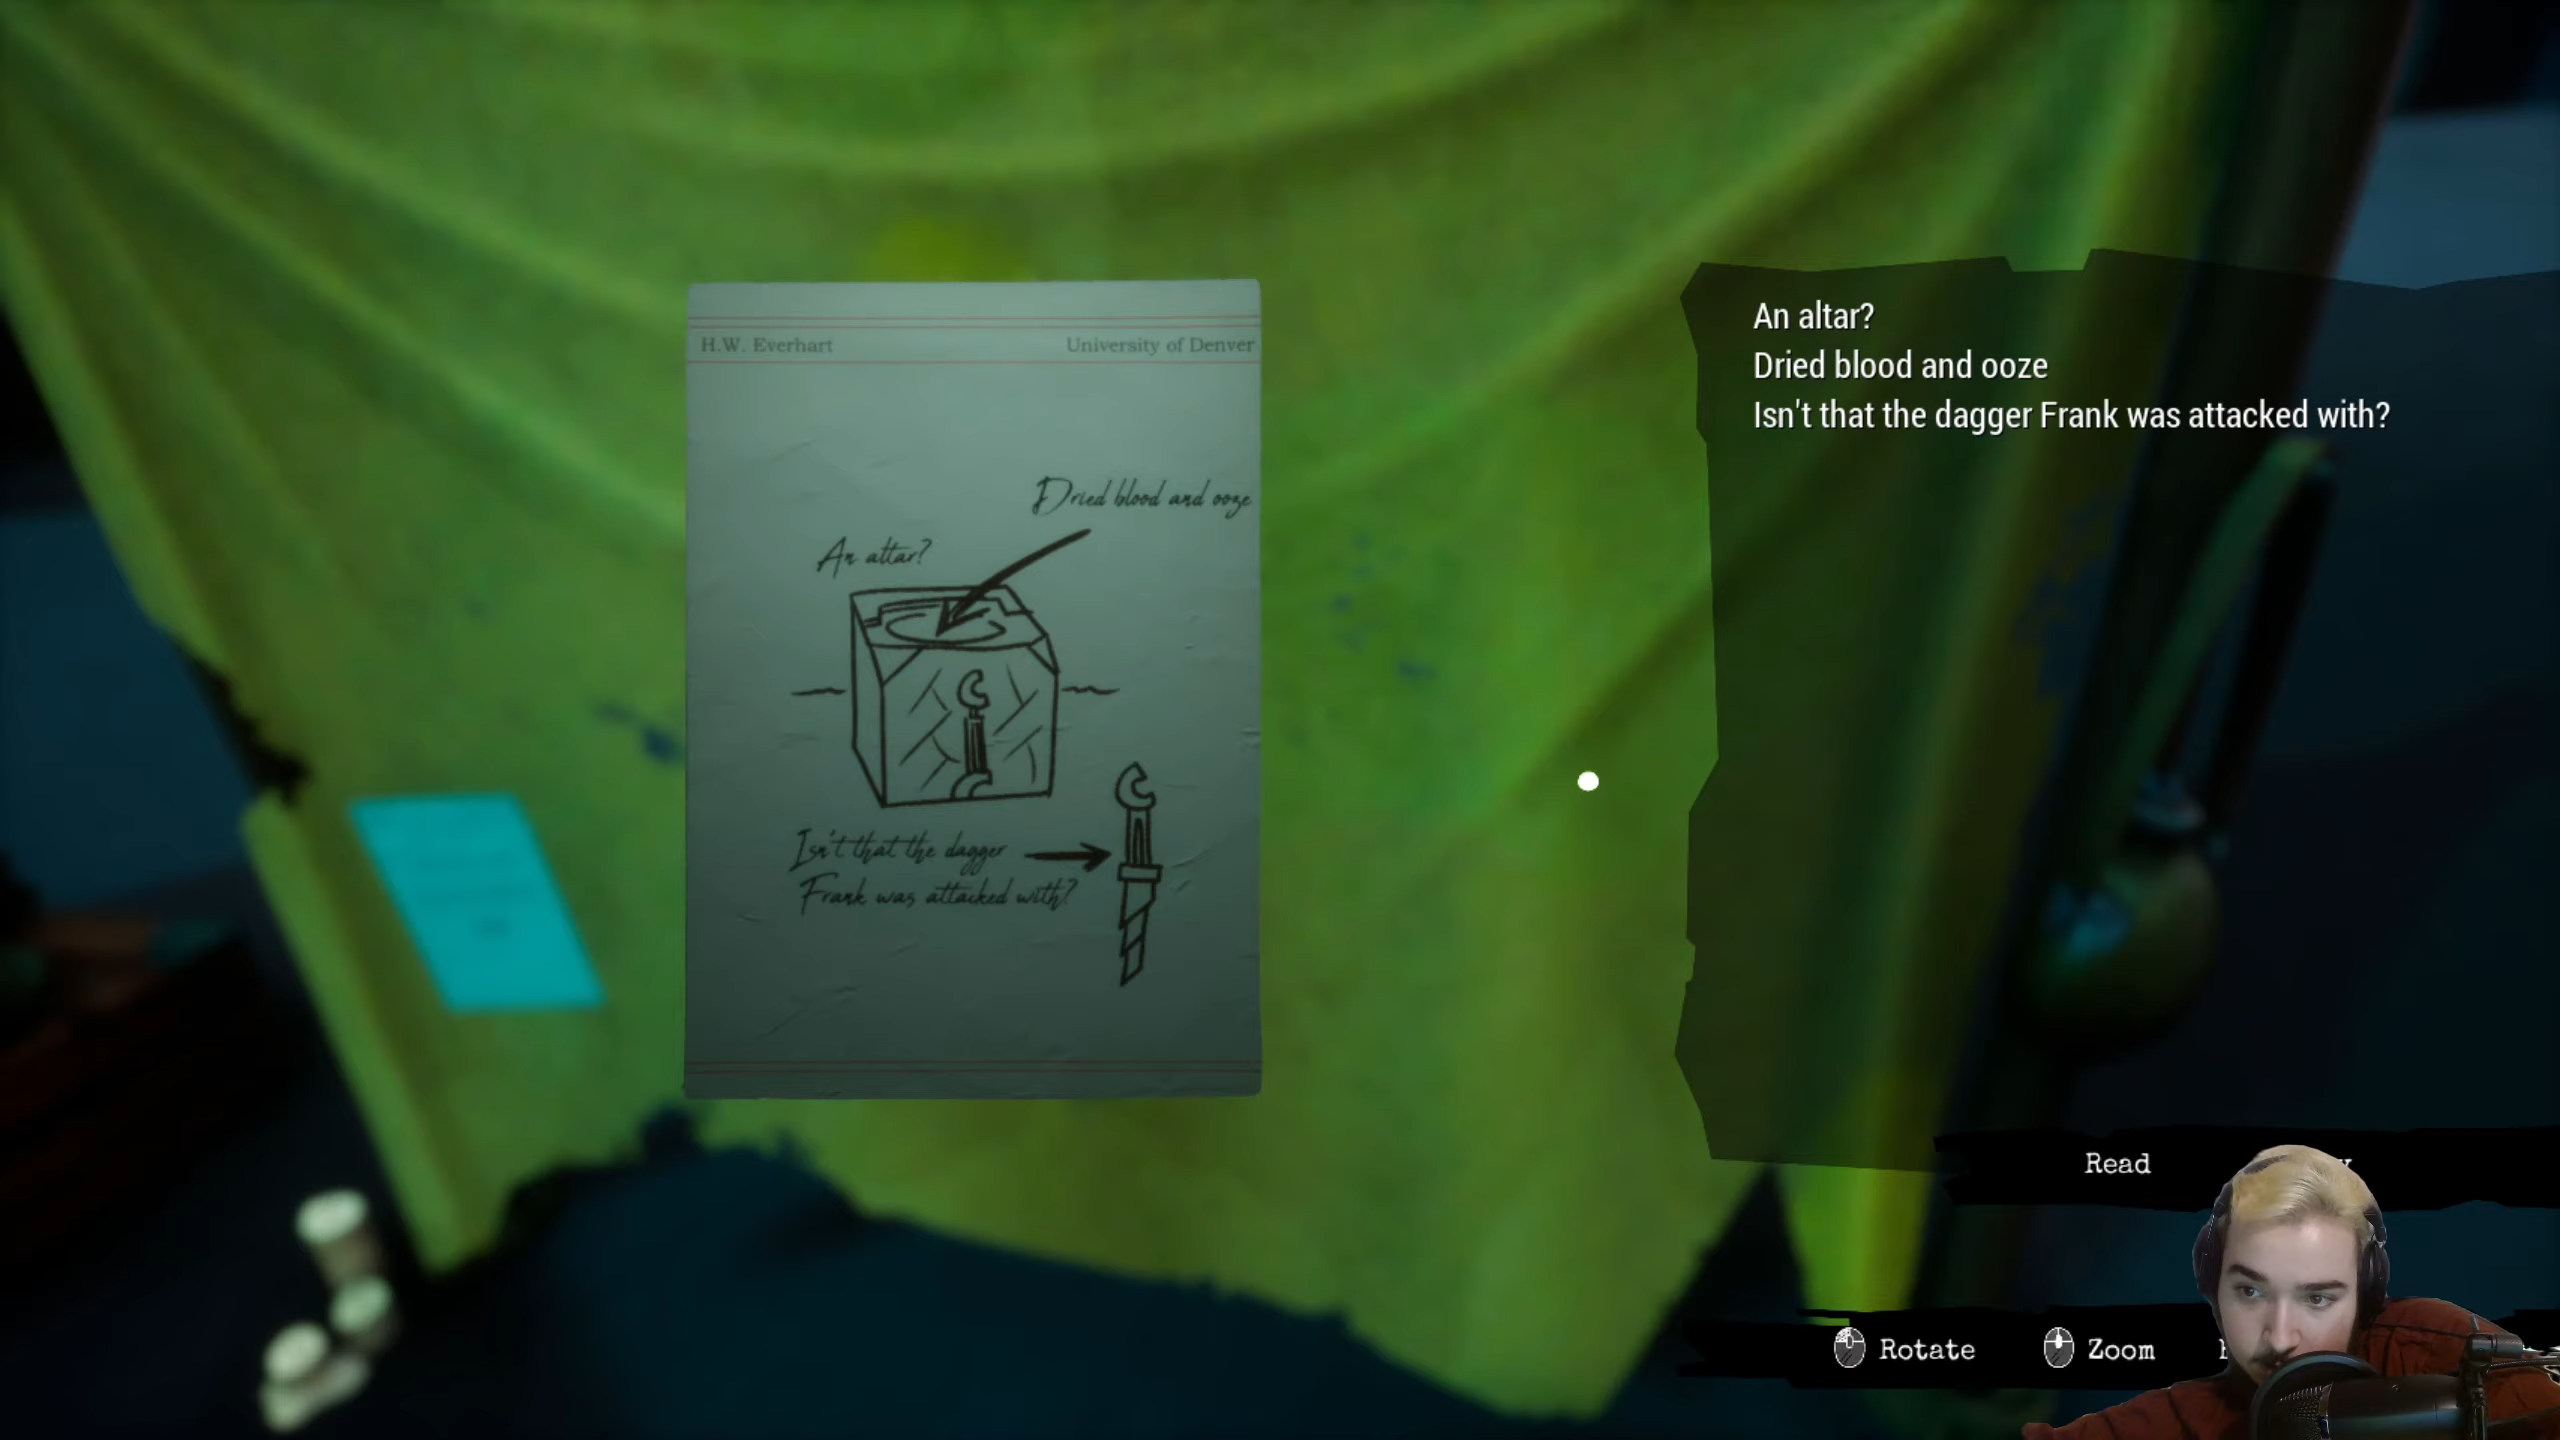 H.W. Everhart University of Denver
Dried blood and ooze
An altar?
Isn't that the dagger
Frank was attacked with?
An altar?
Dried blood and ooze
Isn't that the dagger Frank was attacked with?
Read
Rotate Zoom